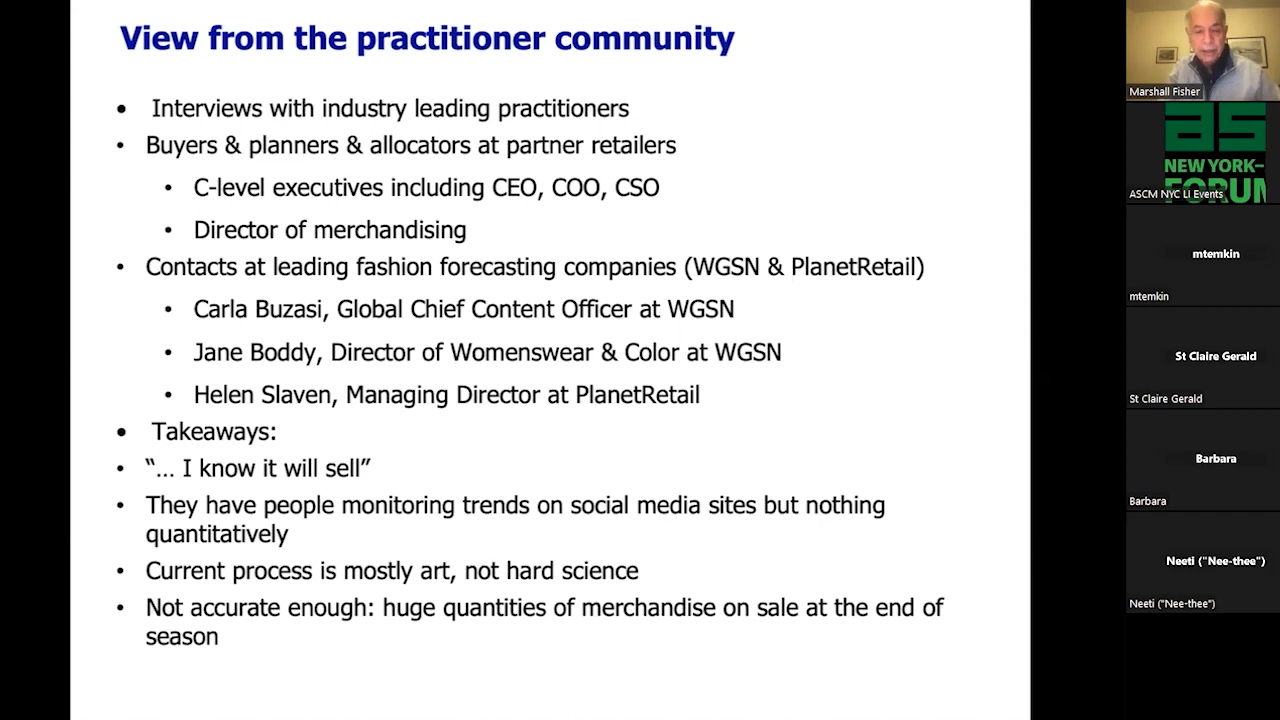 View from the practitioner community
• Interviews with industry leading practitioners
• Buyers & planners & allocators at partner retailers
• C-level executives including CEO, COO, CSO
• Director of merchandising
• Contacts at leading fashion forecasting companies (WGSN & PlanetRetail)
• Carla Buzasi, Global Chief Content Officer at WGSN
• Jane Boddy, Director of Womenswear & Color at WGSN
• Helen Slaven, Managing Director at PlanetRetail
• Takeaways:
• “… I know it will sell”
• They have people monitoring trends on social media sites but nothing
quantitatively
• Current process is mostly art, not hard science
• Not accurate enough: huge quantities of merchandise on sale at the end of
season
Marshall Fisher
as
NEW YORK–
FORUM
ASCM NYC LI Events
mtemkin
mtemkin
St Claire Gerald
St Claire Gerald
Barbara
Barbara
Neeti ("Nee-thee")
Neeti ("Nee-thee")